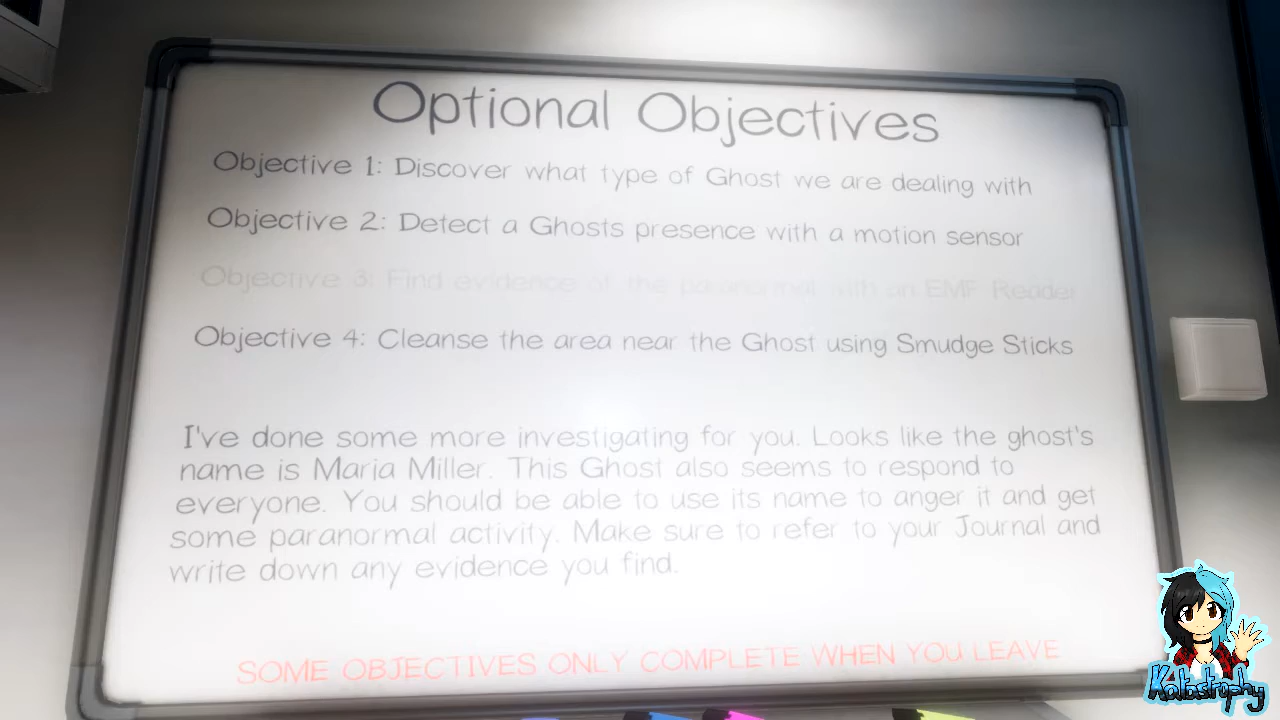 Optional Objectives
Objective 1: Discover what type of Ghost we are dealing with
Objective 2: Detect a Ghosts presence with a motion sensor
Objective 3: Find evidence of the paranormal with an EMF Reader
Objective 4: Cleanse the area near the Ghost using Smudge Sticks
I've done some more investigating for you. Looks like the ghost's
name is Maria Miller. This Ghost also seems to respond to
everyone. You should be able to use its name to anger it and get
some paranormal activity. Make sure to refer to your Journal and
write down any evidence you find.
SOME OBJECTIVES ONLY COMPLETE WHEN YOU LEAVE
Kolastrophy